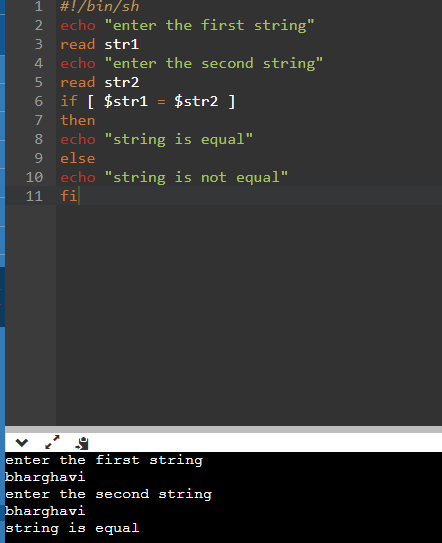 1 #!/bin/sh
2 echo "enter the first string"
3 read str1
4 echo "enter the second string"
5 read str2
6 if [ $str1 = $str2 ]
7 then
8 echo "string is equal"
9 else
10 echo "string is not equal"
11 fi
enter the first string
bharghavi
enter the second string
bharghavi
string is equal